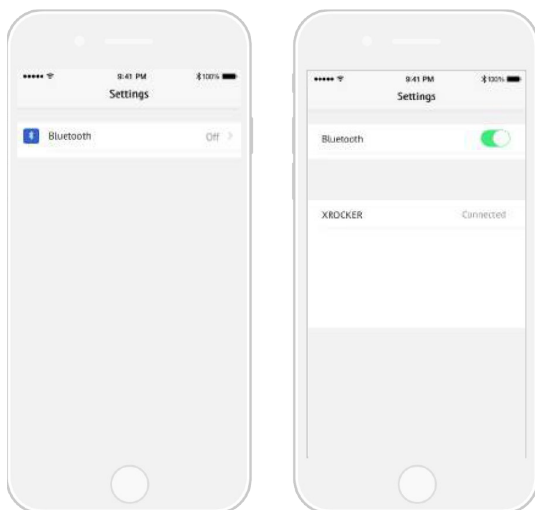 9:41 PM
100%
Settings
Bluetooth
Off
9:41 PM
100%
Settings
Bluetooth
XROCKER
Connected